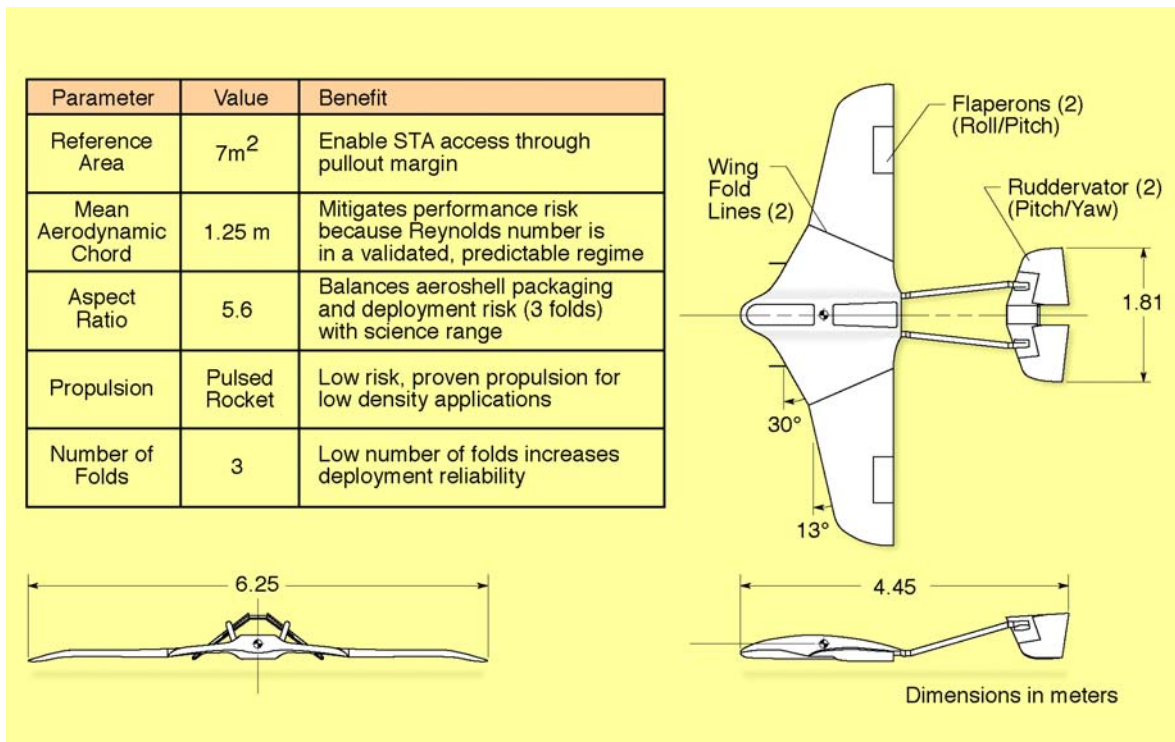 Parameter Value Benefit
Reference
Area
7m²
Enable STA access through
pullout margin
Mean
Aerodynamic
Chord
1.25 m
Mitigates performance risk
because Reynolds number is
in a validated, predictable regime
Aspect
Ratio
5.6
Balances aeroshell packaging
and deployment risk (3 folds)
with science range
Propulsion
Pulsed
Rocket
Low risk, proven propulsion for
low density applications
Number of
Folds
3
Low number of folds increases
deployment reliability
Flaperons (2)
(Roll/Pitch)
Wing
Fold
Lines (2)
Ruddervator (2)
(Pitch/Yaw)
1.81
30°
13°
6.25
4.45
Dimensions in meters